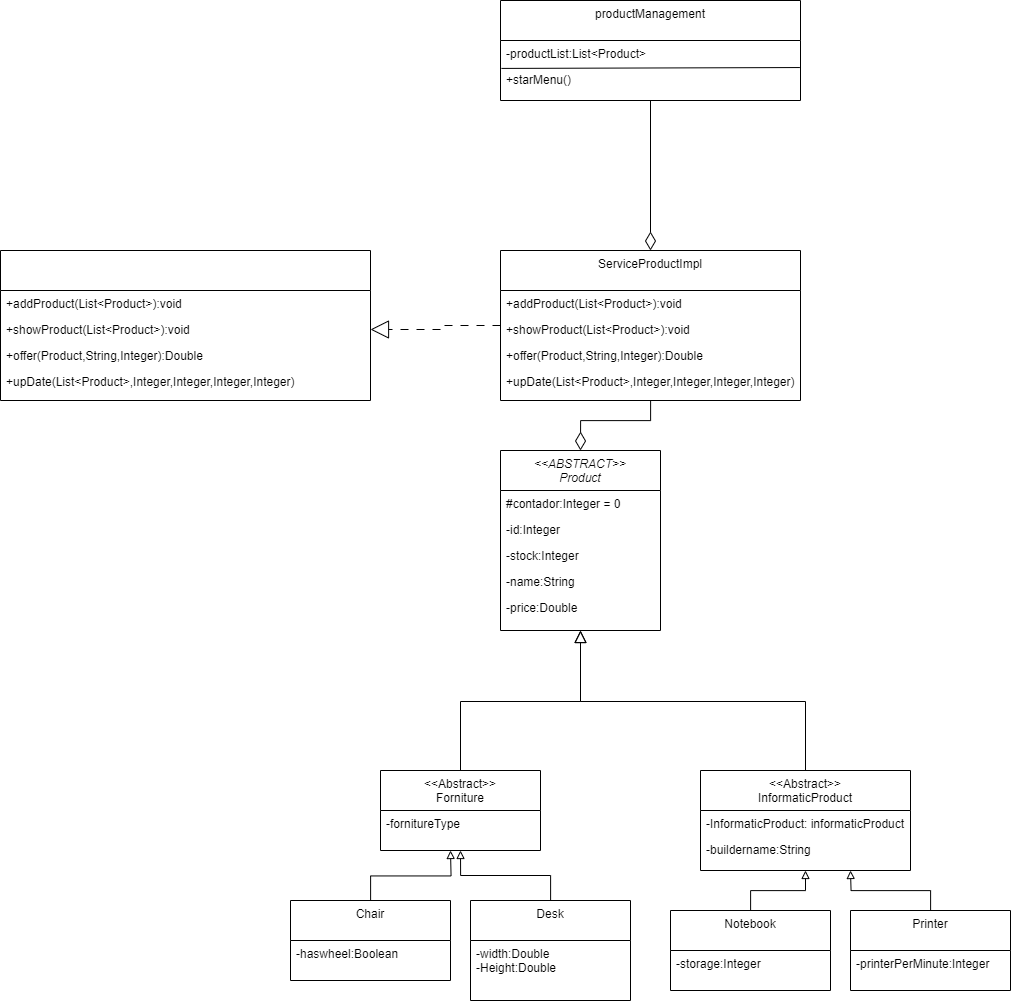 productManagement
-productList:List<Product>
+starMenu()
+addProduct(List<Product>):void
+showProduct(List<Product>):void
+offer(Product,String,Integer):Double
+upDate(List<Product>,Integer,Integer,Integer,Integer)
ServiceProductImpl
+addProduct(List<Product>):void
+showProduct(List<Product>):void
+offer(Product,String,Integer):Double
+upDate(List<Product>,Integer,Integer,Integer,Integer)
<<ABSTRACT>>
Product
#contador:Integer = 0
-id:Integer
-stock:Integer
-name:String
-price:Double
<<Abstract>>
Forniture
-fornitureType
<<Abstract>>
InformaticProduct
-InformaticProduct: informaticProduct
-buildername:String
Chair
-haswheel:Boolean
Desk
-width:Double
-Height:Double
Notebook
-storage:Integer
Printer
-printerPerMinute:Integer